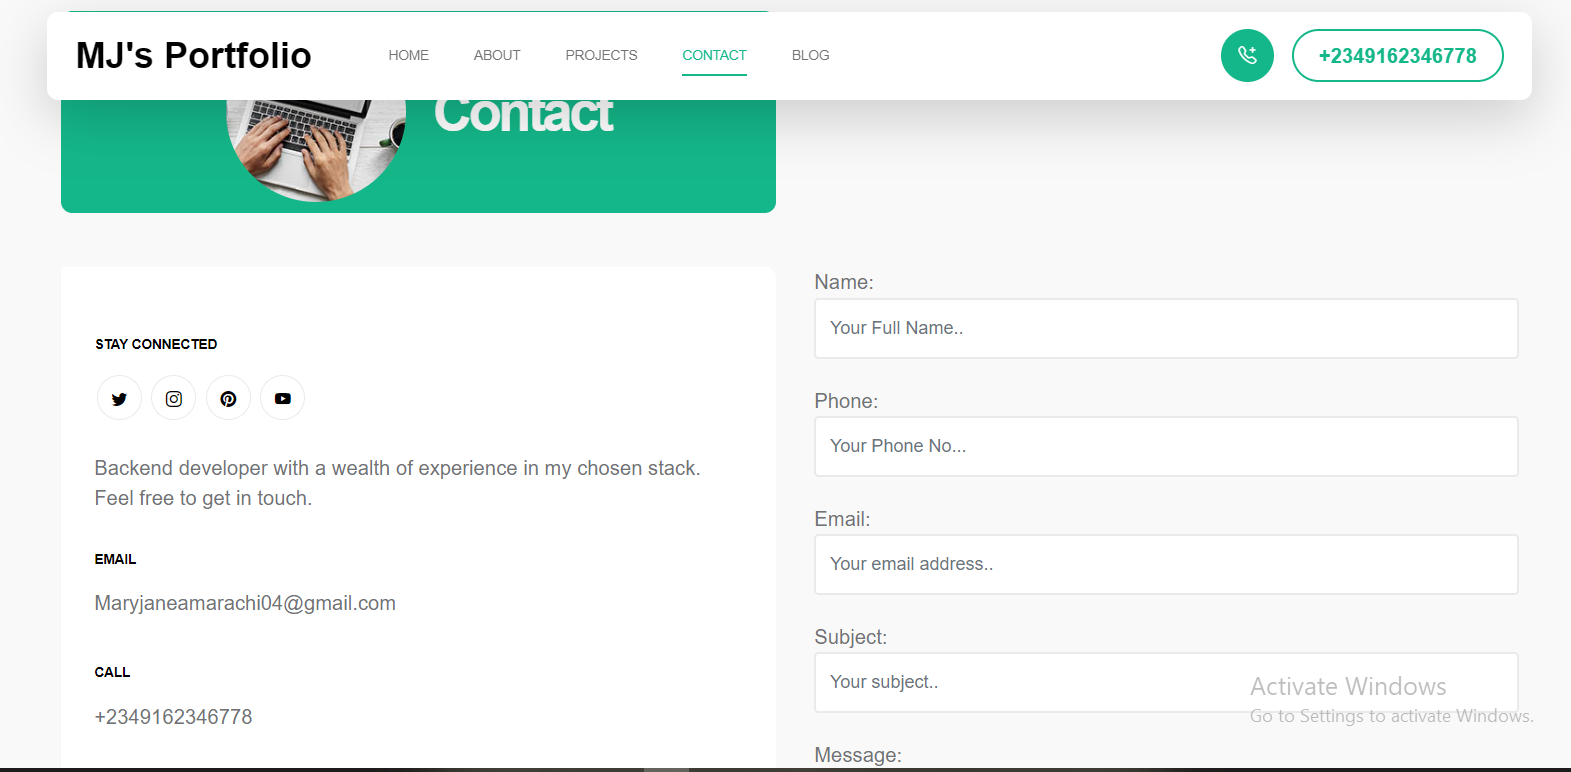 MJ's Portfolio
HOME
ABOUT
PROJECTS
CONTACT
BLOG
+2349162346778
Contact
STAY CONNECTED
Backend developer with a wealth of experience in my chosen stack.
Feel free to get in touch.
EMAIL
Maryjaneamarachi04@gmail.com
CALL
+2349162346778
Name:
Your Full Name..
Phone:
Your Phone No...
Email:
Your email address..
Subject:
Your subject..
Message:
Activate Windows
Go to Settings to activate Windows.